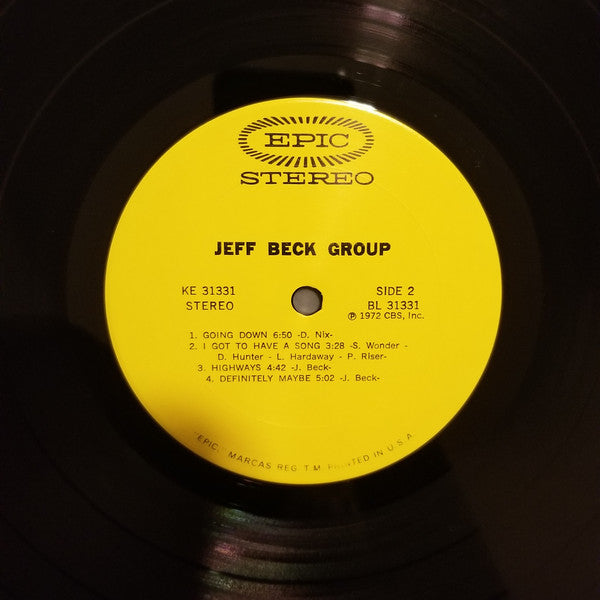 EPIC
STEREO
JEFF BECK GROUP
KE 31331 SIDE 2
STEREO BL 31331
℗ 1972 CBS, Inc.
1. GOING DOWN 6:50 -D. Nix-
2. I GOT TO HAVE A SONG 3:28 -S. Wonder -
D. Hunter - L. Hardaway - P. RIser-
3. HIGHWAYS 4:42 -J. Beck-
4. DEFINITELY MAYBE 5:02 -J. Beck-
"EPIC," MARCAS REG. T.M. PRINTED IN U.S.A.